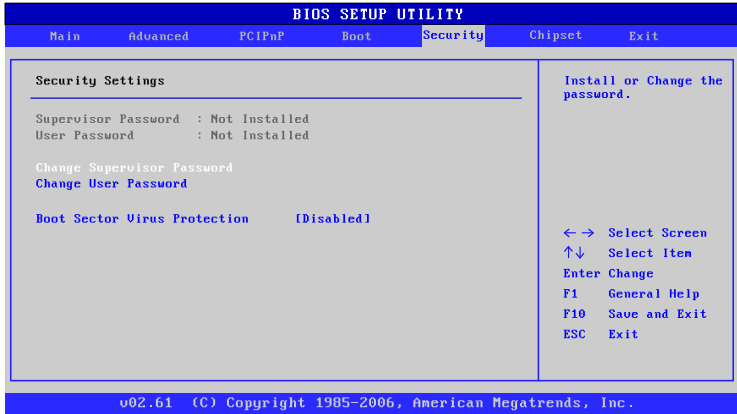 BIOS SETUP UTILITY
Main Advanced PCIPnP Boot Security Chipset Exit
Security Settings
Supervisor Password : Not Installed
User Password : Not Installed
Change Supervisor Password
Change User Password
Boot Sector Virus Protection [Disabled]
Install or Change the
password.
←→ Select Screen
↑↓ Select Item
Enter Change
F1 General Help
F10 Save and Exit
ESC Exit
v02.61 (C) Copyright 1985-2006, American Megatrends, Inc.